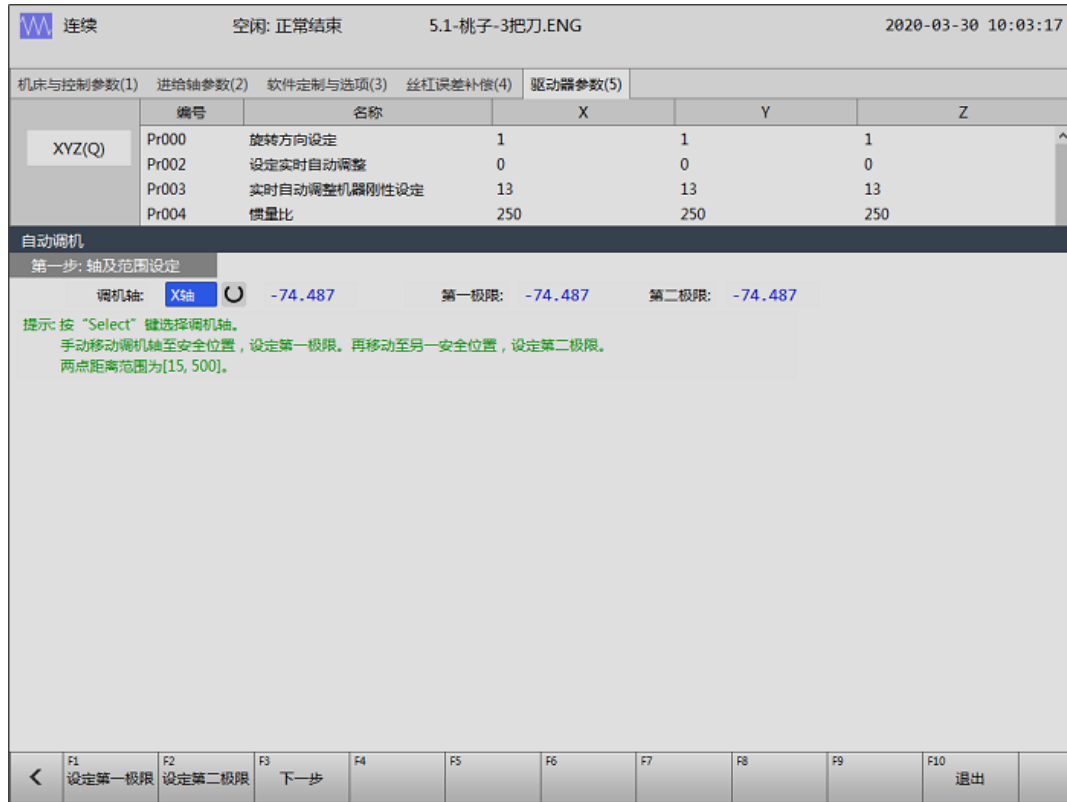 连续 空闲: 正常结束 5.1-桃子-3把刀.ENG 2020-03-30 10:03:17
机床与控制参数(1) 进给轴参数(2) 软件定制与选项(3) 丝杠误差补偿(4) 驱动器参数(5)
编号 名称 X Y Z
XYZ(Q)
Pr000 旋转方向设定 1 1 1
Pr002 设定实时自动调整 0 0 0
Pr003 实时自动调整机器刚性设定 13 13 13
Pr004 惯量比 250 250 250
自动调机
第一步: 轴及范围设定
调机轴: X轴 -74.487 第一极限: -74.487 第二极限: -74.487
提示: 按“Select”键选择调机轴。
手动移动调机轴至安全位置，设定第一极限。再移动至另一安全位置，设定第二极限。
两点距离范围为[15, 500]。
F1 F2 F3 F4 F5 F6 F7 F8 F9 F10
设定第一极限 设定第二极限 下一步 退出